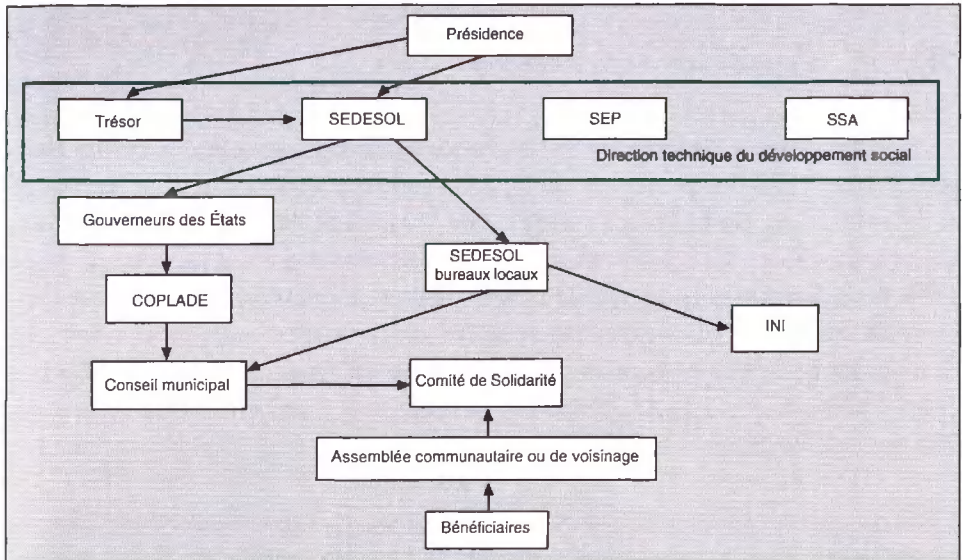 Présidence
Trésor
SEDESOL
SEP
SSA
Direction technique du développement social
Gouverneurs des États
SEDESOL
bureaux locaux
COPLADE
INI
Conseil municipal
Comité de Solidarité
Assemblée communautaire ou de voisinage
Bénéficiaires